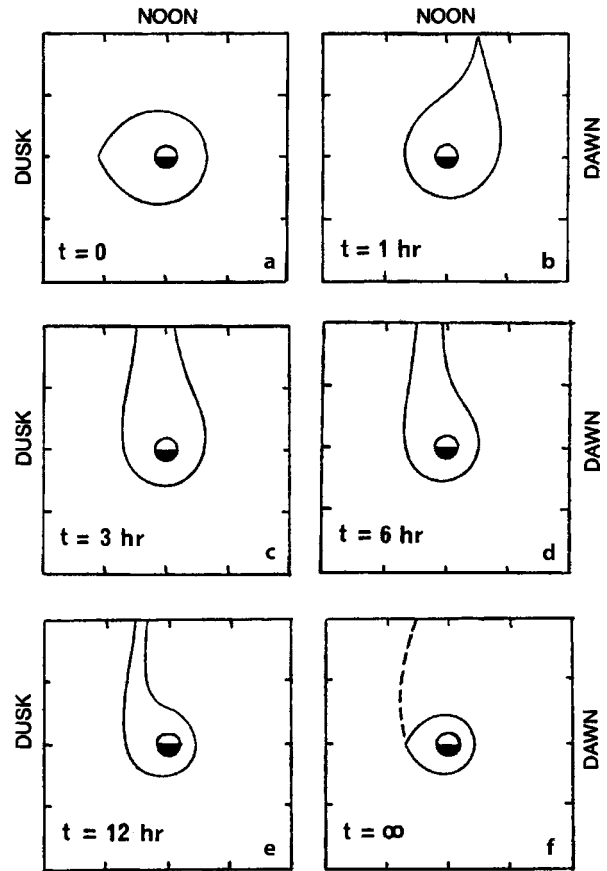 NOON NOON
DUSK
t = 0 a
t = 1 hr b
DAWN
DUSK
t = 3 hr c
t = 6 hr d
DAWN
DUSK
t = 12 hr e
t = ∞ f
DAWN